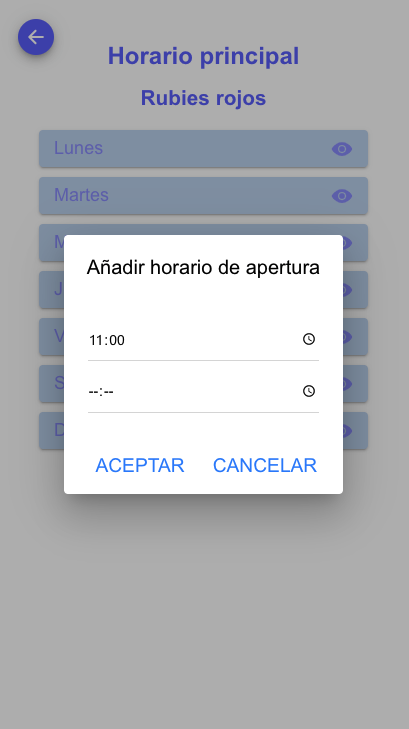 Horario principal
Rubies rojos
Lunes
Martes
M
J
V
S
D
Añadir horario de apertura
11:00
--:--
ACEPTAR CANCELAR